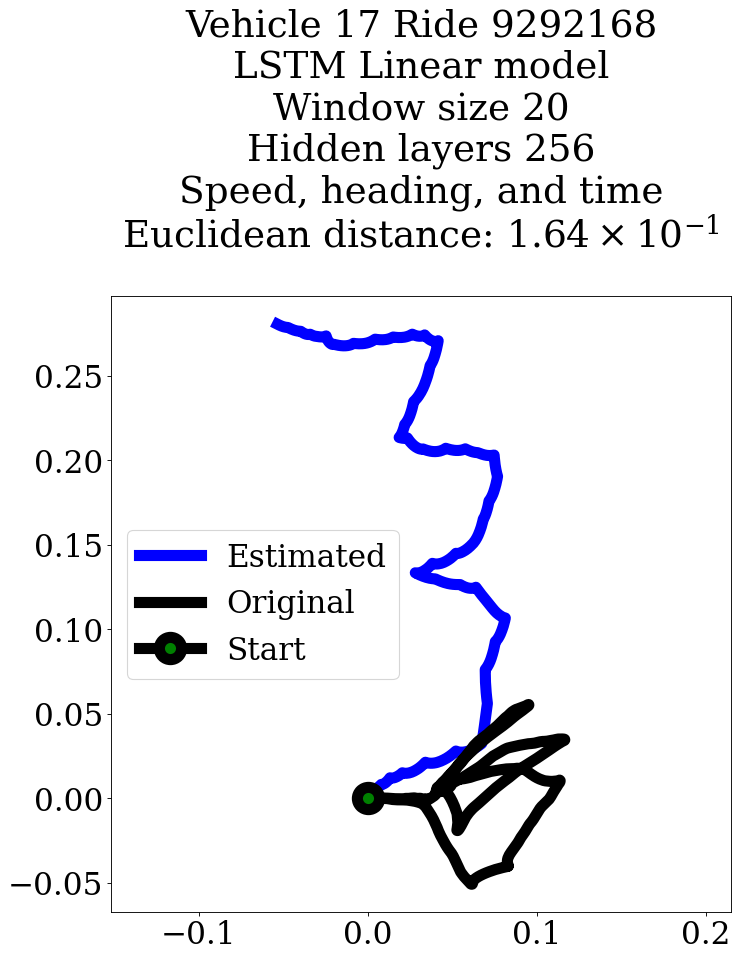 Vehicle 17 Ride 9292168
LSTM Linear model
Window size 20
Hidden layers 256
Speed, heading, and time
Euclidean distance: 1.64 × 10⁻¹
0.25
0.20
0.15
0.10
0.05
0.00
−0.05
Estimated
Original
Start
−0.1
0.0
0.1
0.2